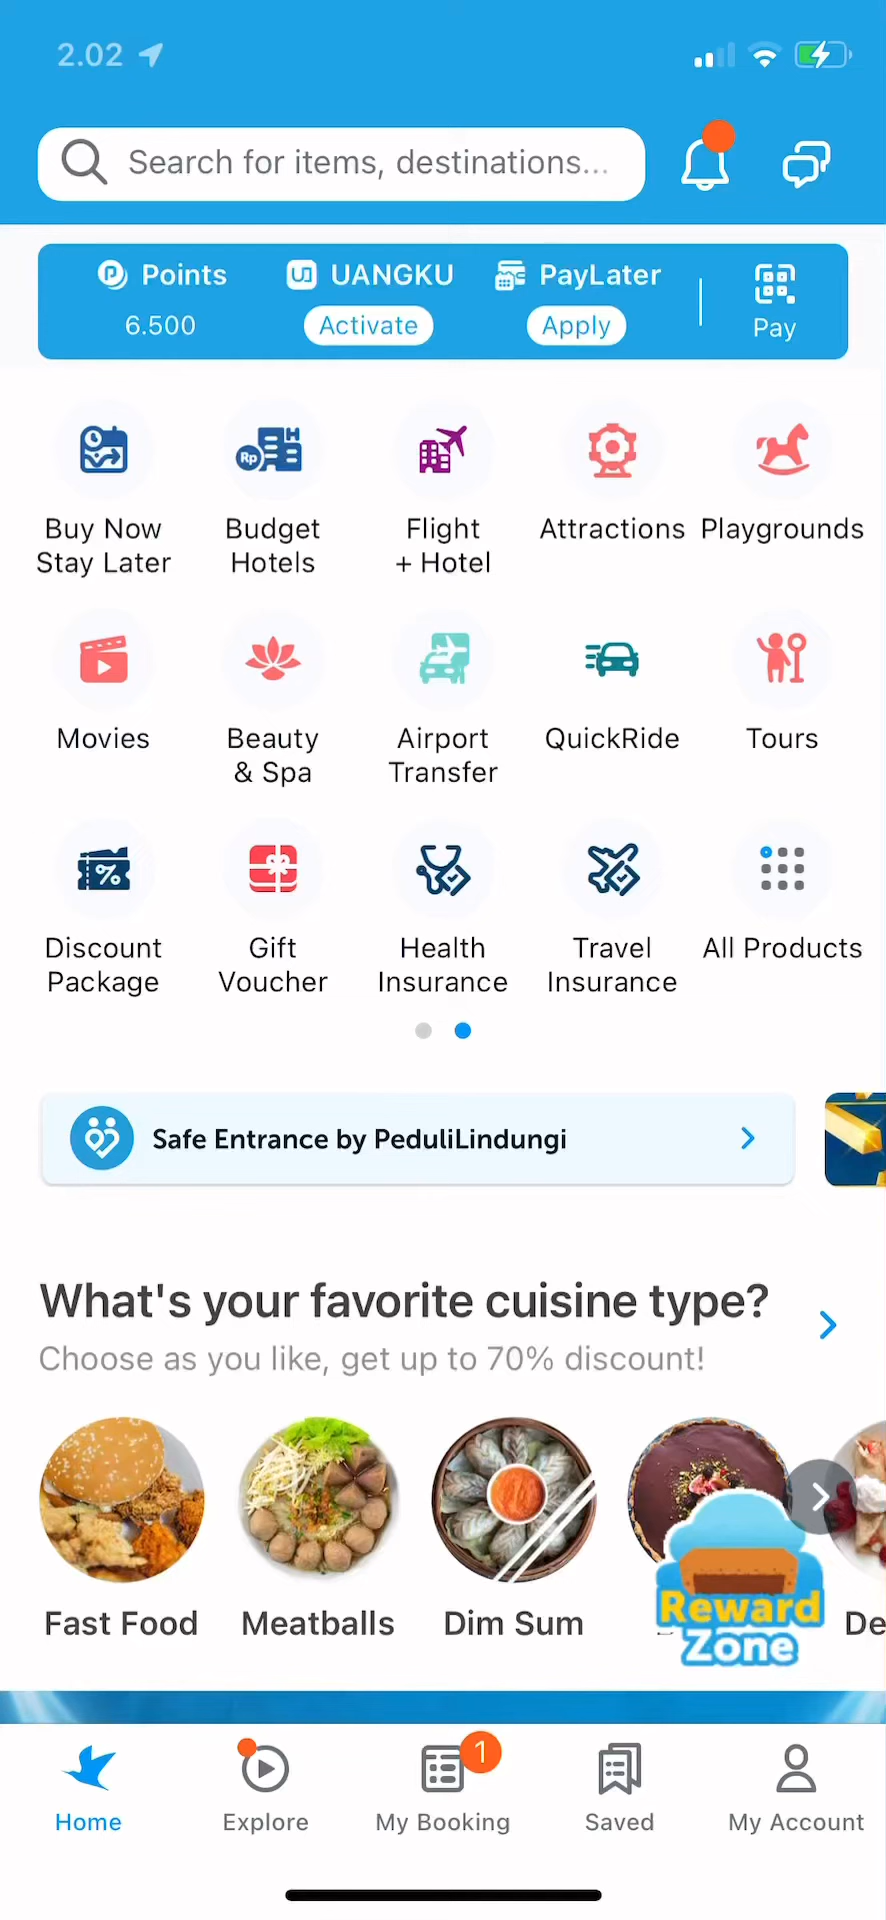 2.02
Search for items, destinations...
Points
UANGKU
PayLater
6.500
Activate
Apply
Pay
Buy Now
Stay Later
Budget
Hotels
Rp
Flight
+ Hotel
Attractions
Playgrounds
Movies
Beauty
& Spa
Airport
Transfer
QuickRide
Tours
Discount
Package
Gift
Voucher
Health
Insurance
Travel
Insurance
All Products
Safe Entrance by PeduliLindungi
What's your favorite cuisine type?
Choose as you like, get up to 70% discount!
Fast Food
Meatballs
Dim Sum
De
Reward
Zone
1
Home
Explore
My Booking
Saved
My Account